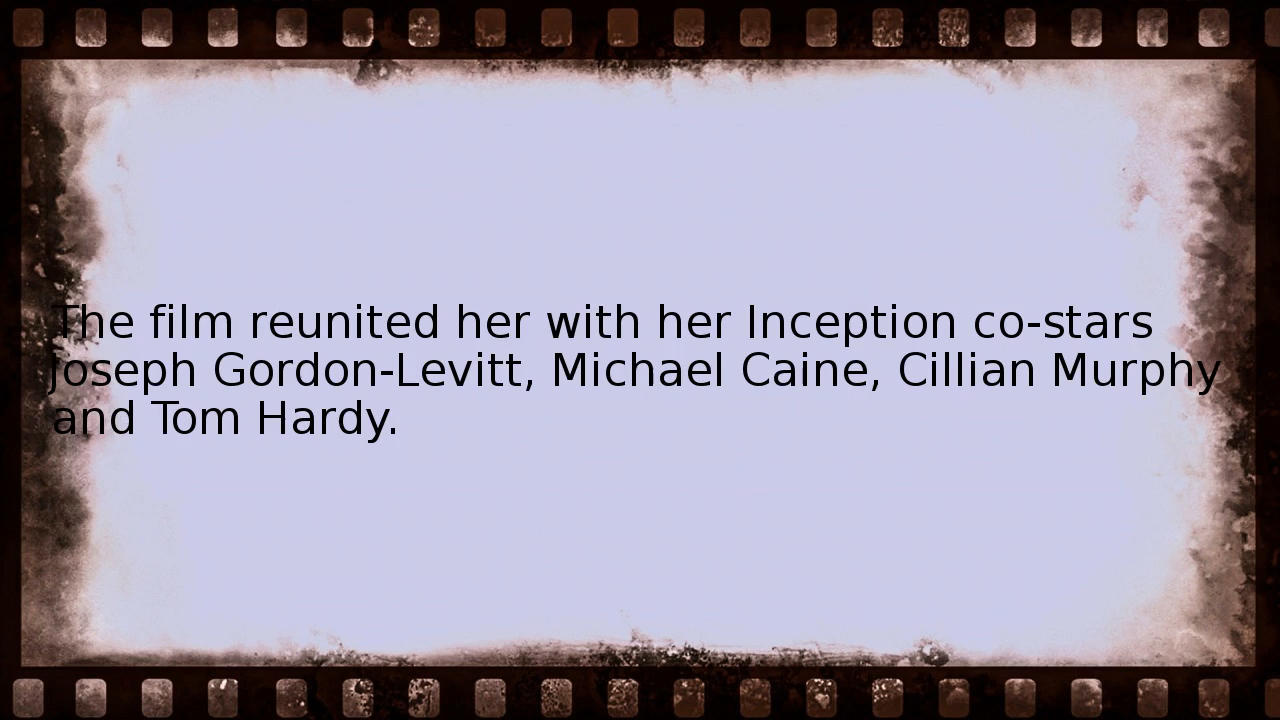 The film reunited her with her Inception co-stars
Joseph Gordon-Levitt, Michael Caine, Cillian Murphy
and Tom Hardy.